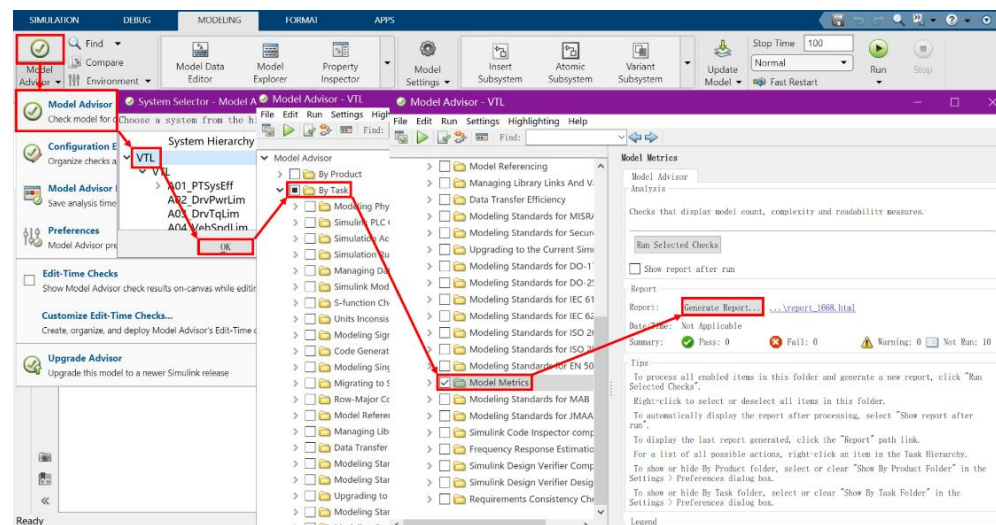 SIMULATION DEBUG MODELING FORMAT APPS
Find
Compare
Environment
Model Advisor
Model Data Editor
Model Explorer
Property Inspector
Model Settings
Insert Subsystem
Atomic Subsystem
Variant Subsystem
Update Model
Stop Time 100
Normal
Fast Restart
Run
Stop
Model Advisor
Check model for
Configuration E
Organize checks a
Model Advisor
Save analysis time
Preferences
Model Advisor pre
Edit-Time Checks
Show Model Advisor check results on-canvas while editin
Customize Edit-Time Checks...
Create, organize, and deploy Model Advisor's Edit-Time c
Upgrade Advisor
Upgrade this model to a newer Simulink release
Ready
System Selector - Model A
Choose a system from the hi
System Hierarchy
VTL
VTL
A01_PTSysEff
A02_DrvPwrLim
A03_DrvTqLim
A04_VehSpdLim
OK
Model Advisor - VTL
File Edit Run Settings High
Find:
Model Advisor
By Product
By Task
Modeling Phy
Simulink PLC
Simulation Ac
Simulation Ru
Managing Da
Simulink Mod
S-function Ch
Units Inconsis
Modeling Sigr
Code Generat
Modeling Sing
Migrating to S
Row-Major Co
Model Referen
Managing Lib
Data Transfer
Modeling Star
Modeling Star
Upgrading to
Modeling Star
Model Advisor - VTL
File Edit Run Settings Highlighting Help
Find:
Model Referencing
Managing Library Links And V
Data Transfer Efficiency
Modeling Standards for MISRA
Modeling Standards for Secur
Upgrading to the Current Simu
Modeling Standards for DO-17
Modeling Standards for DO-25
Modeling Standards for IEC 61
Modeling Standards for IEC 62
Modeling Standards for ISO 26
Modeling Standards for ISO 25
Modeling Standards for EN 50
Model Metrics
Modeling Standards for MAB
Modeling Standards for JMAA
Simulink Code Inspector comp
Frequency Response Estimatio
Simulink Design Verifier Comp
Simulink Design Verifier Desig
Requirements Consistency Che
Model Metrics
Model Advisor
Analysis
Checks that display model count, complexity and readability measures.
Run Selected Checks
Show report after run
Report
Report: Generate Report... ...\report_1668.html
Date/Time: Not Applicable
Summary: Pass: 0 Fail: 0 Warning: 0 Not Run: 10
Tips
To process all enabled items in this folder and generate a new report, click "Run
Selected Checks".
Right-click to select or deselect all items in this folder.
To automatically display the report after processing, select "Show report after
run".
To display the last report generated, click the "Report" path link.
For a list of all possible actions, right-click an item in the Task Hierarchy.
To show or hide By Product folder, select or clear "Show By Product Folder" in the
Settings > Preferences dialog box.
To show or hide By Task folder, select or clear "Show By Task Folder" in the
Settings > Preferences dialog box.
Legend